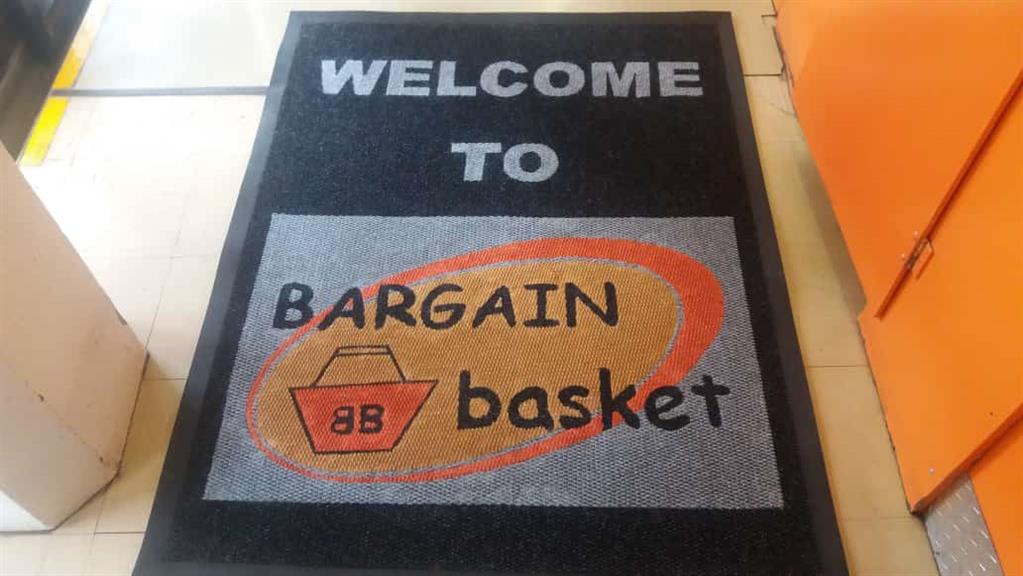 WELCOME
TO
BARGAIN
BB basket